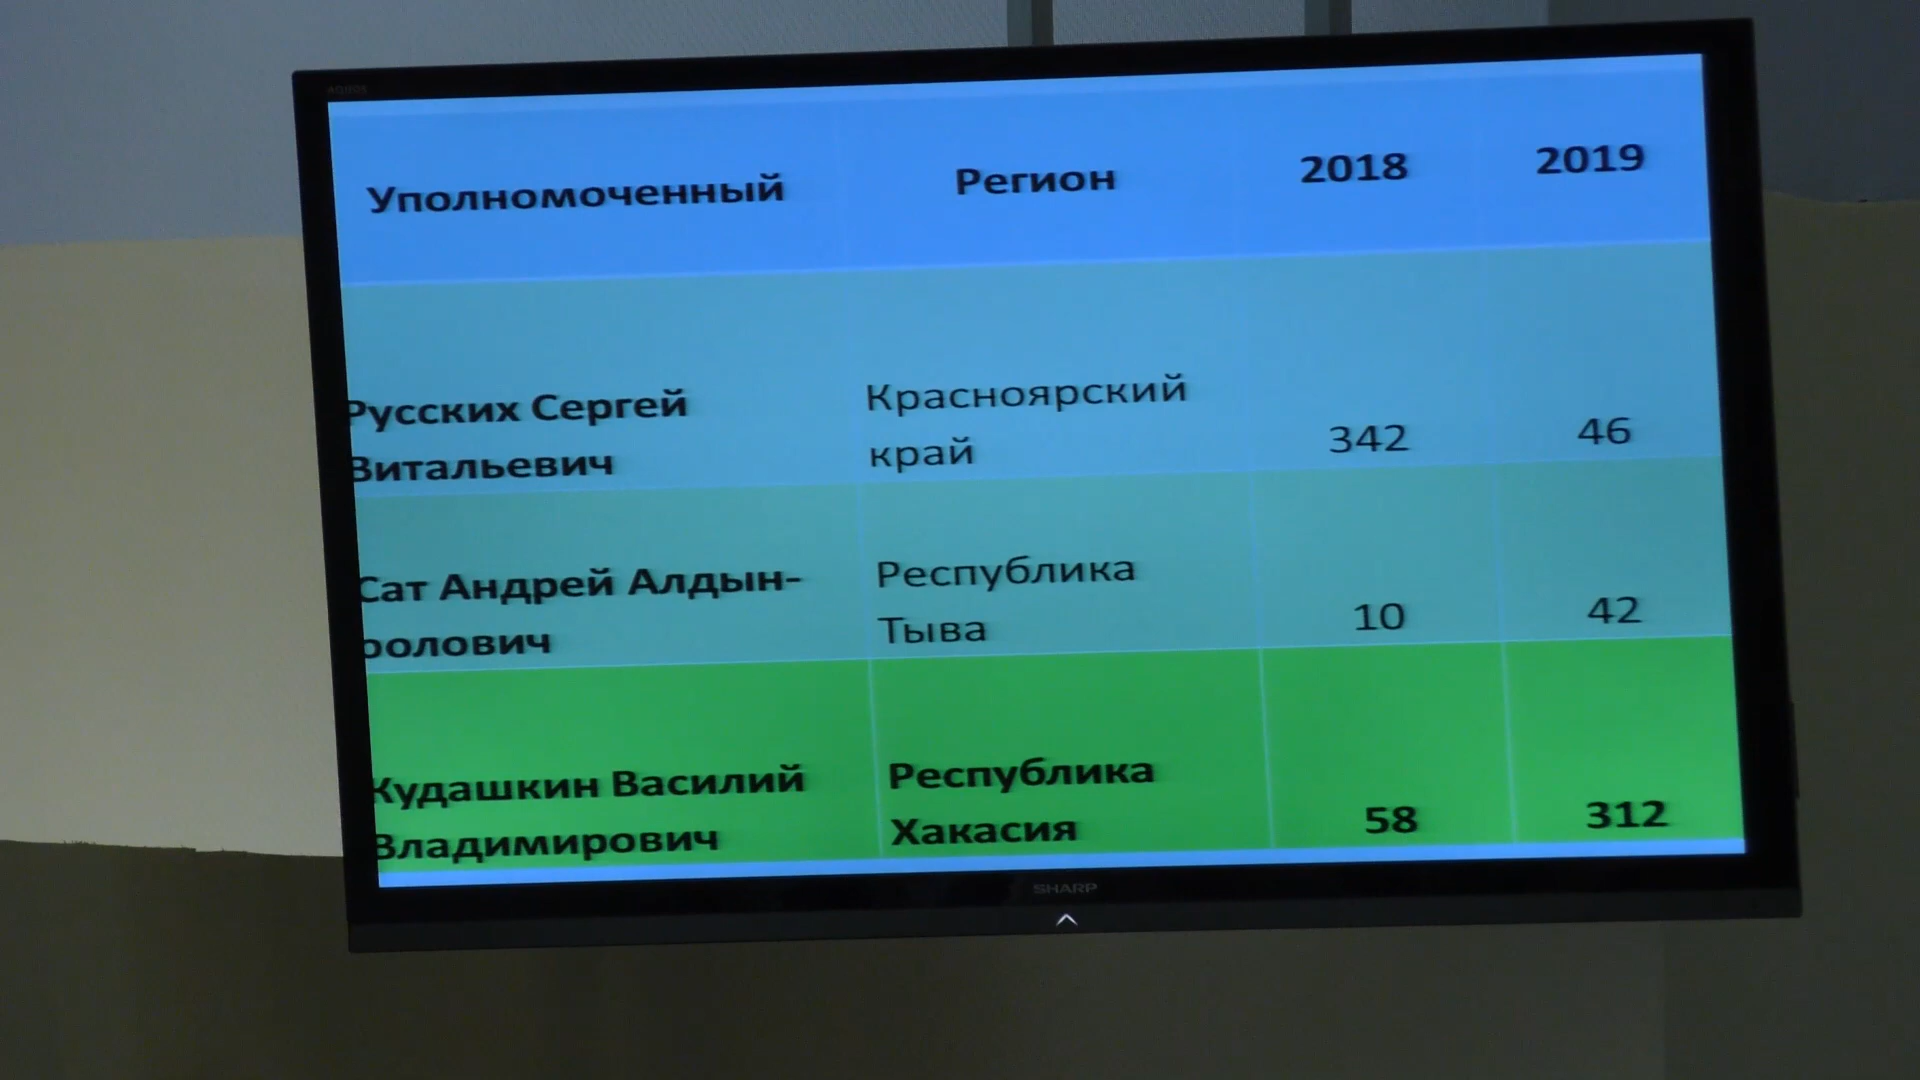 Уполномоченный Регион 2018 2019
Русских Сергей
Витальевич
Красноярский
край
342 46
Сат Андрей Алдын-
оолович
Республика
Тыва
10 42
Кудашкин Василий
Владимирович
Республика
Хакасия
58 312
SHARP